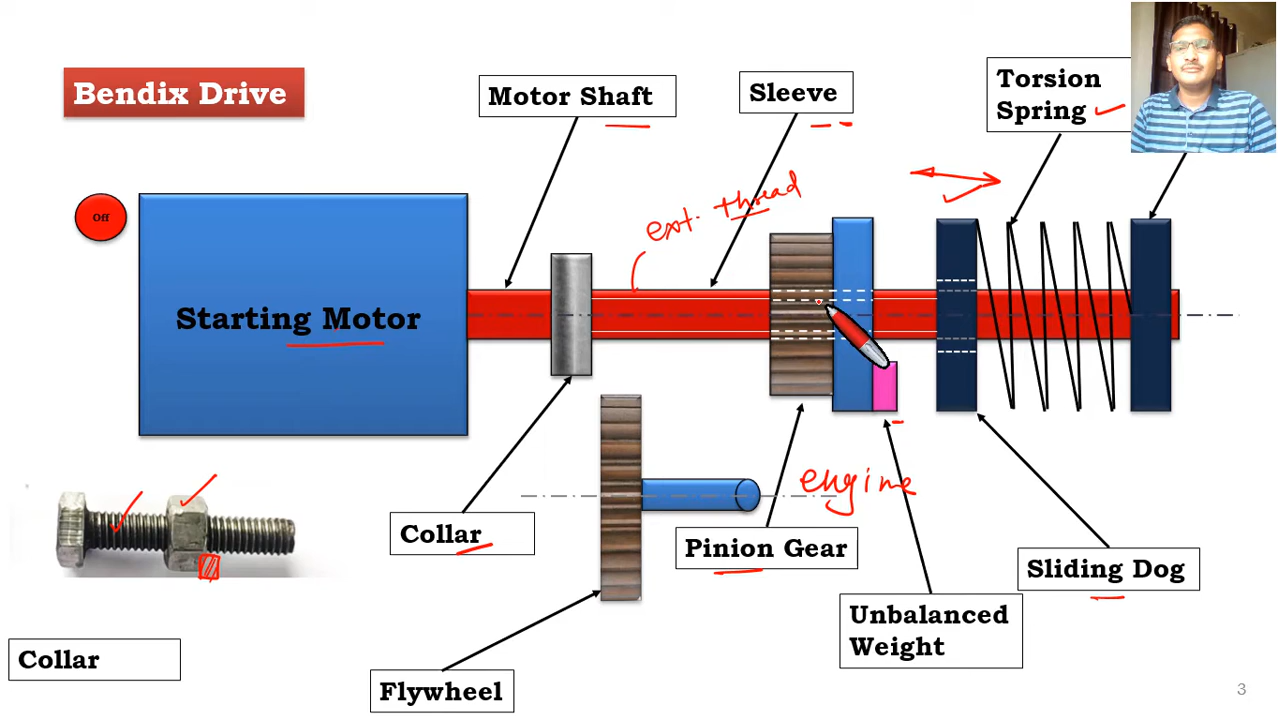 Bendix Drive
Motor Shaft
Sleeve
Torsion
Spring
Off
ext. thread
Starting Motor
engine
Collar
Pinion Gear
Sliding Dog
Unbalanced
Weight
Collar
Flywheel
3